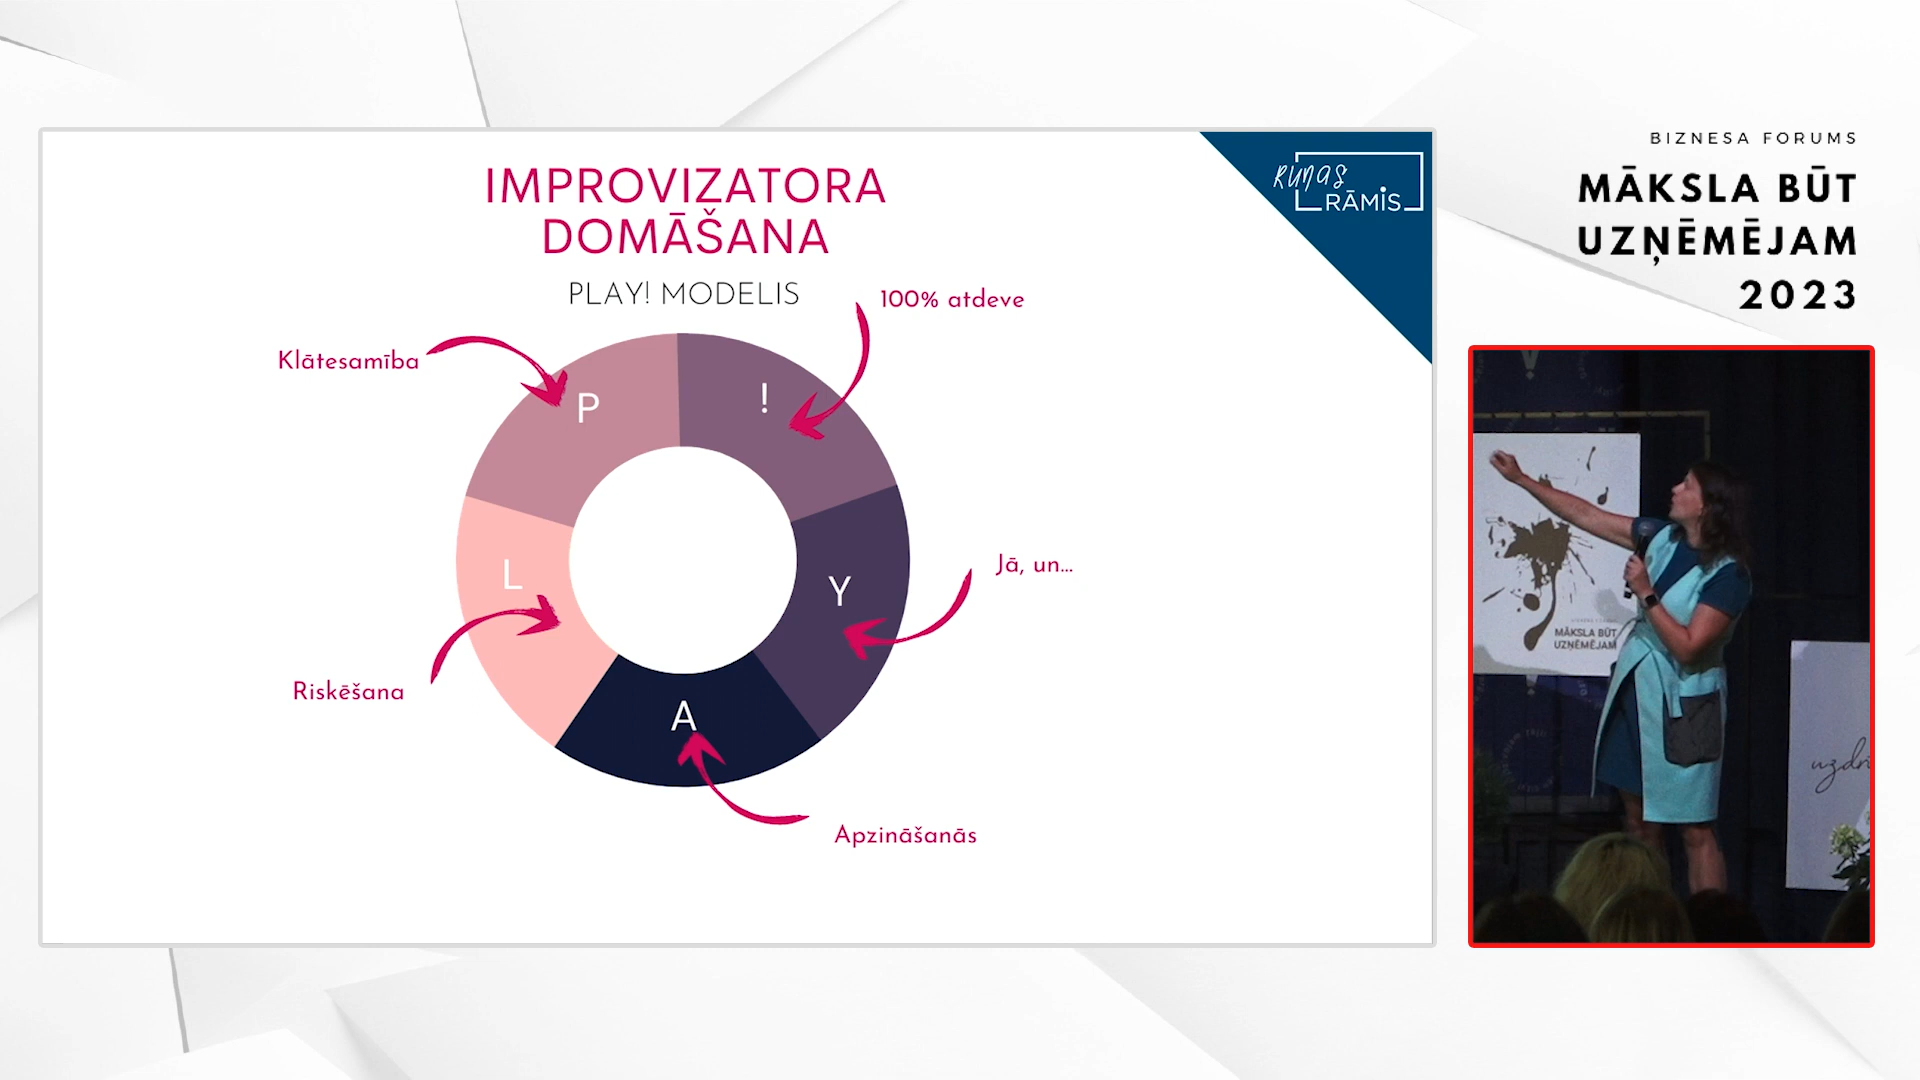 IMPROVIZATORA
DOMĀŠANA
PLAY! MODELIS
100% atdeve
Klātesamība
P
!
L
Y
Jā, un...
Riskēšana
A
Apzināšanās
RUNAS
RĀMIS
BIZNESA FORUMS
MĀKSLA BŪT
UZŅĒMĒJAM
2023
MĀKSLA BŪT
UZŅĒMĒJAM